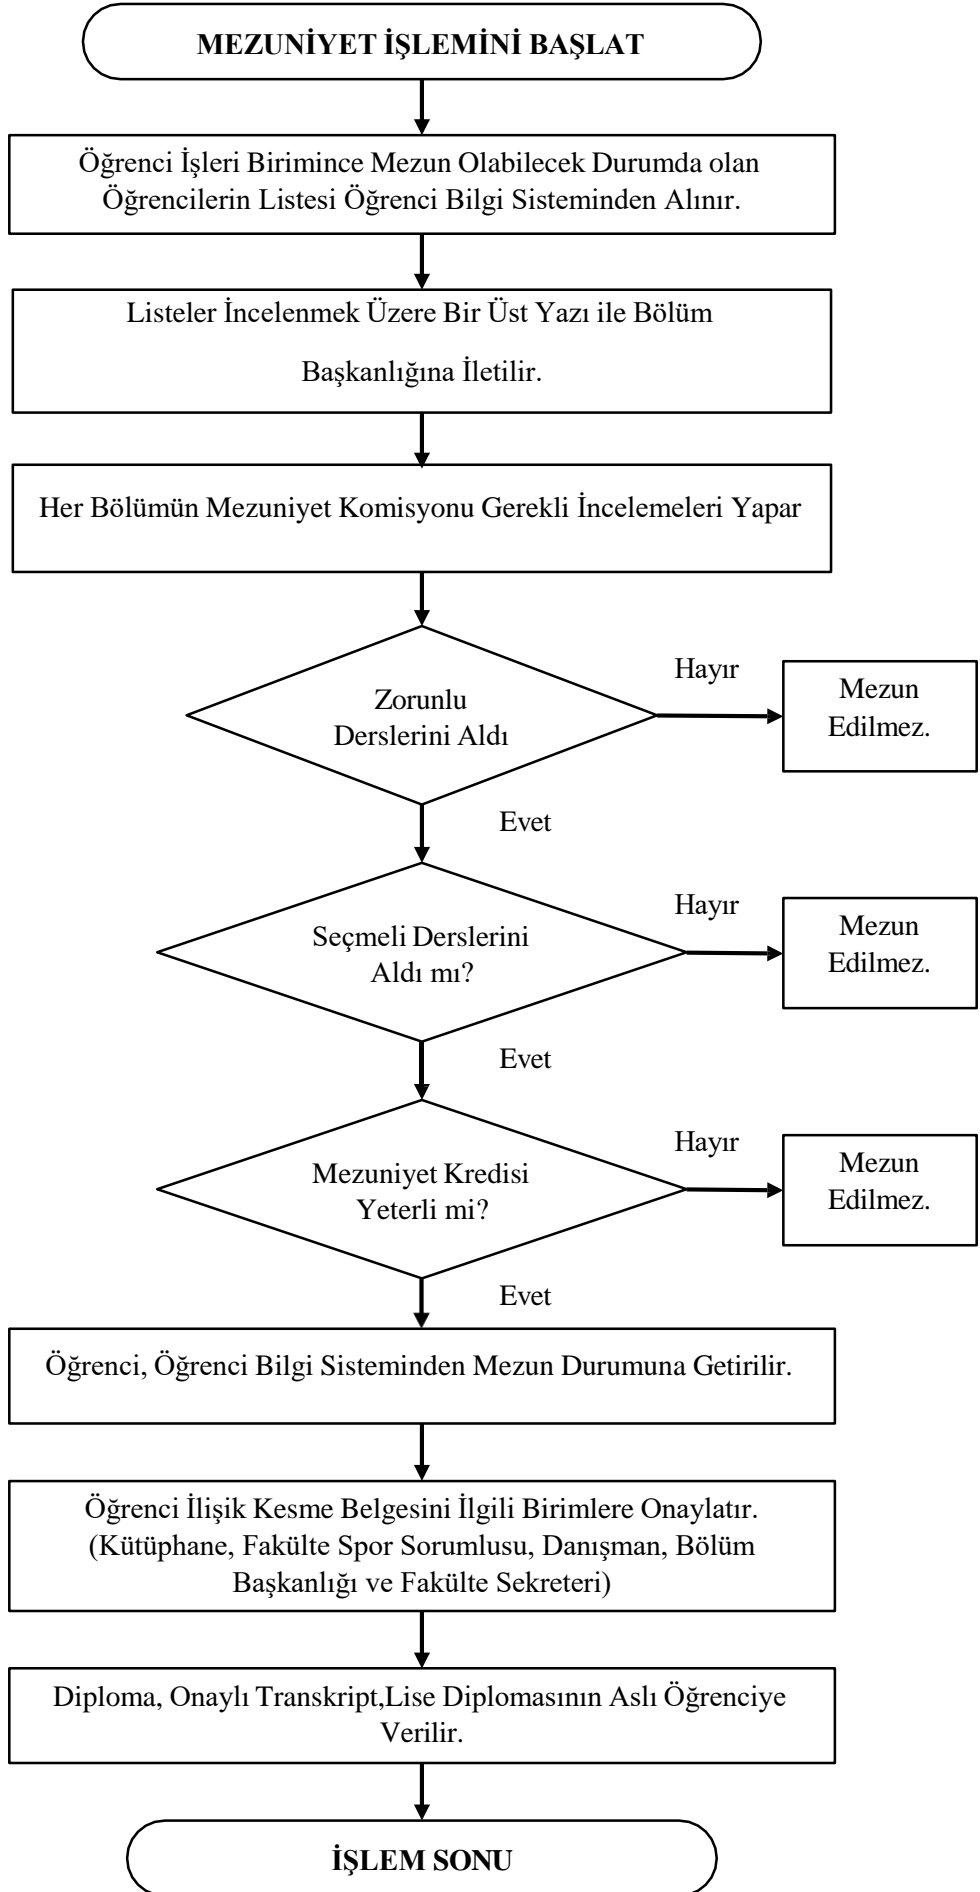 MEZUNİYET İŞLEMİNİ BAŞLAT
Öğrenci İşleri Birimince Mezun Olabilecek Durumda olan
Öğrencilerin Listesi Öğrenci Bilgi Sisteminden Alınır.
Listeler İncelenmek Üzere Bir Üst Yazı ile Bölüm
Başkanlığına İletilir.
Her Bölümün Mezuniyet Komisyonu Gerekli İncelemeleri Yapar
Zorunlu
Derslerini Aldı
Hayır
Mezun
Edilmez.
Evet
Seçmeli Derslerini
Aldı mı?
Hayır
Mezun
Edilmez.
Evet
Mezuniyet Kredisi
Yeterli mi?
Hayır
Mezun
Edilmez.
Evet
Öğrenci, Öğrenci Bilgi Sisteminden Mezun Durumuna Getirilir.
Öğrenci İlişik Kesme Belgesini İlgili Birimlere Onaylatır.
(Kütüphane, Fakülte Spor Sorumlusu, Danışman, Bölüm
Başkanlığı ve Fakülte Sekreteri)
Diploma, Onaylı Transkript,Lise Diplomasının Aslı Öğrenciye
Verilir.
İŞLEM SONU